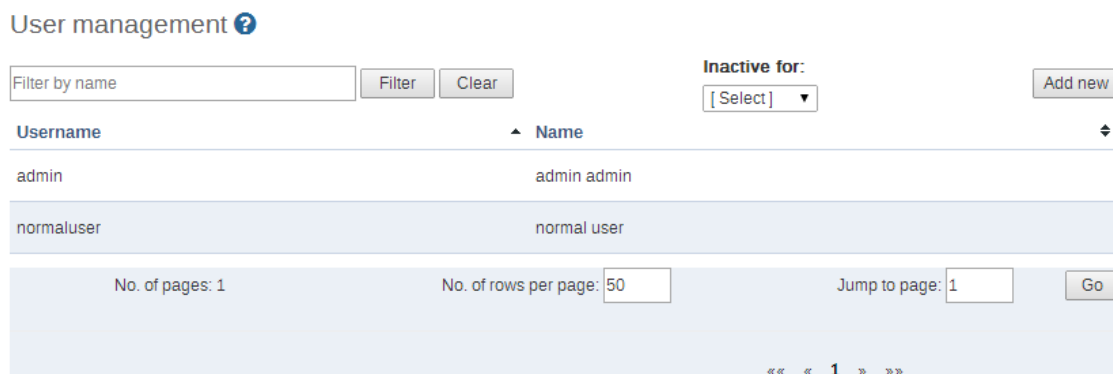 User management ?
Filter by name Filter Clear Inactive for: [ Select ] Add new
Username Name
admin admin admin
normaluser normal user
No. of pages: 1 No. of rows per page: 50 Jump to page: 1 Go
«« « 1 » »»